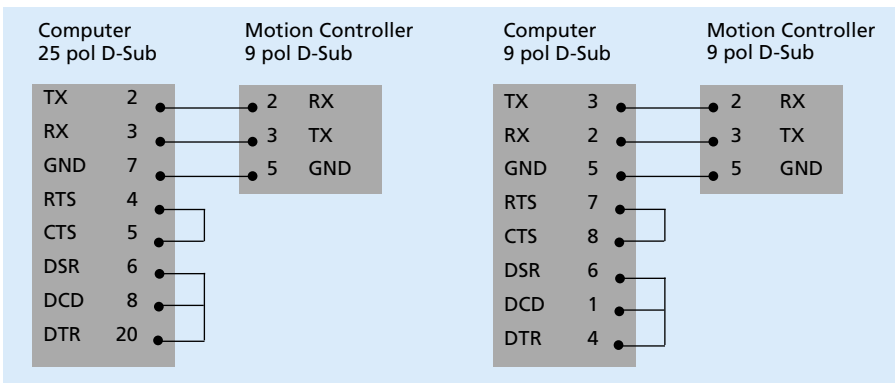 Computer
25 pol D-Sub
Motion Controller
9 pol D-Sub
TX 2 2 RX
RX 3 3 TX
GND 7 5 GND
RTS 4
CTS 5
DSR 6
DCD 8
DTR 20
Computer
9 pol D-Sub
Motion Controller
9 pol D-Sub
TX 3 2 RX
RX 2 3 TX
GND 5 5 GND
RTS 7
CTS 8
DSR 6
DCD 1
DTR 4